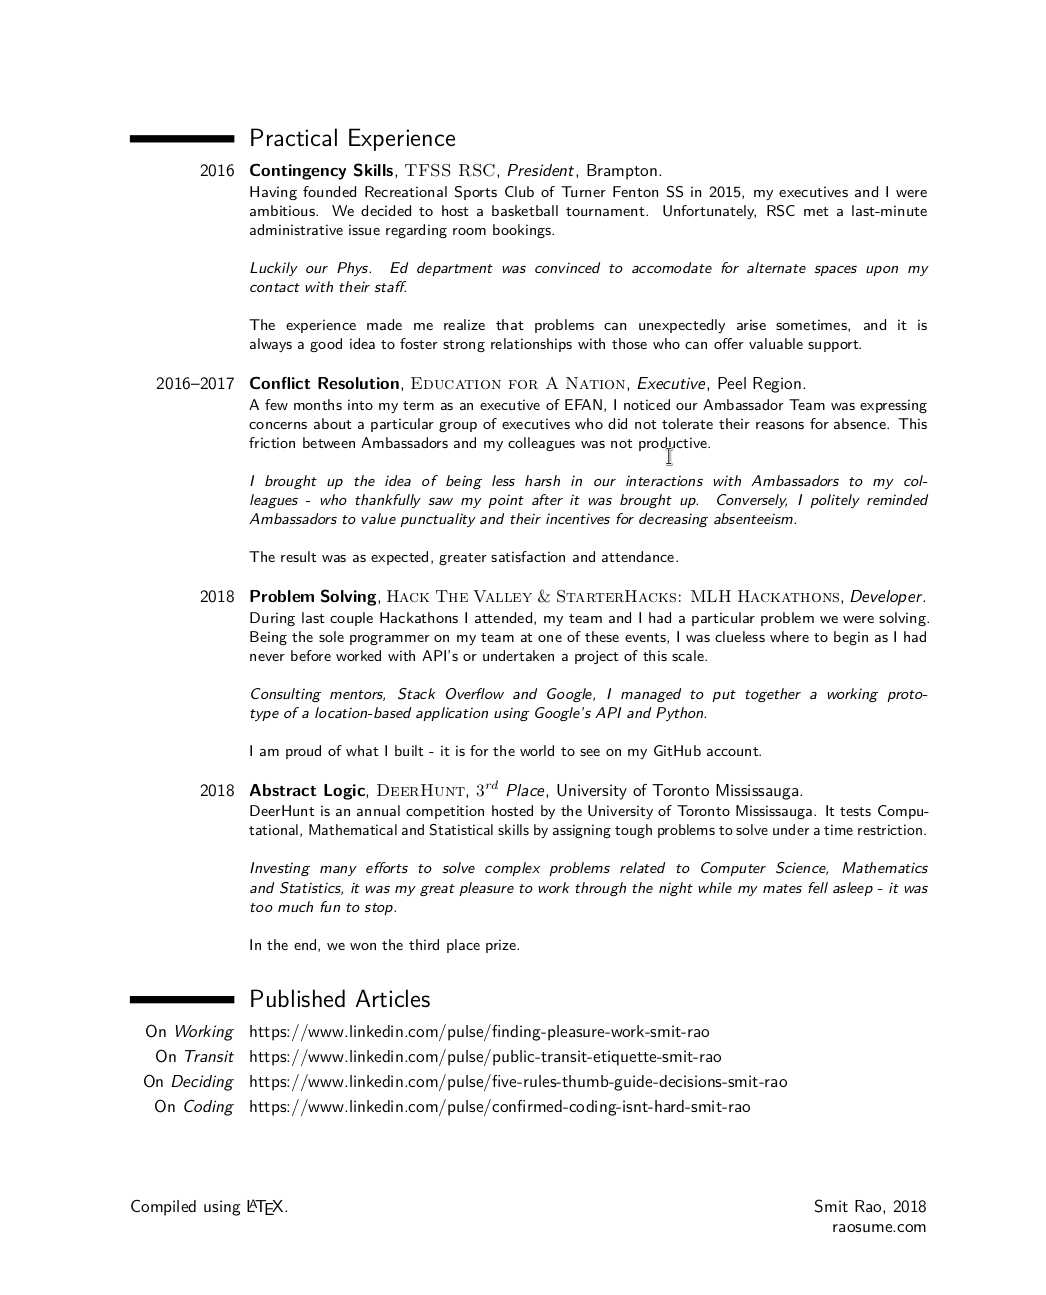 Practical Experience
2016 Contingency Skills, TFSS RSC, President, Brampton.
Having founded Recreational Sports Club of Turner Fenton SS in 2015, my executives and I were
ambitious. We decided to host a basketball tournament. Unfortunately, RSC met a last-minute
administrative issue regarding room bookings.
Luckily our Phys. Ed department was convinced to accomodate for alternate spaces upon my
contact with their staff.
The experience made me realize that problems can unexpectedly arise sometimes, and it is
always a good idea to foster strong relationships with those who can offer valuable support.
2016–2017 Conflict Resolution, Education for A Nation, Executive, Peel Region.
A few months into my term as an executive of EFAN, I noticed our Ambassador Team was expressing
concerns about a particular group of executives who did not tolerate their reasons for absence. This
friction between Ambassadors and my colleagues was not productive.
I brought up the idea of being less harsh in our interactions with Ambassadors to my col-
leagues - who thankfully saw my point after it was brought up. Conversely, I politely reminded
Ambassadors to value punctuality and their incentives for decreasing absenteeism.
The result was as expected, greater satisfaction and attendance.
2018 Problem Solving, Hack The Valley & StarterHacks: MLH Hackathons, Developer.
During last couple Hackathons I attended, my team and I had a particular problem we were solving.
Being the sole programmer on my team at one of these events, I was clueless where to begin as I had
never before worked with API's or undertaken a project of this scale.
Consulting mentors, Stack Overflow and Google, I managed to put together a working proto-
type of a location-based application using Google's API and Python.
I am proud of what I built - it is for the world to see on my GitHub account.
2018 Abstract Logic, DeerHunt, 3rd Place, University of Toronto Mississauga.
DeerHunt is an annual competition hosted by the University of Toronto Mississauga. It tests Compu-
tational, Mathematical and Statistical skills by assigning tough problems to solve under a time restriction.
Investing many efforts to solve complex problems related to Computer Science, Mathematics
and Statistics, it was my great pleasure to work through the night while my mates fell asleep - it was
too much fun to stop.
In the end, we won the third place prize.
Published Articles
On Working https://www.linkedin.com/pulse/finding-pleasure-work-smit-rao
On Transit https://www.linkedin.com/pulse/public-transit-etiquette-smit-rao
On Deciding https://www.linkedin.com/pulse/five-rules-thumb-guide-decisions-smit-rao
On Coding https://www.linkedin.com/pulse/confirmed-coding-isnt-hard-smit-rao
Compiled using LATEX.
Smit Rao, 2018
raosume.com